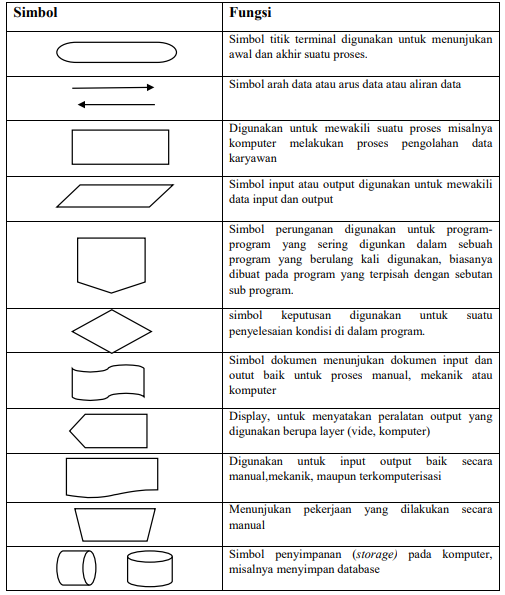 Simbol
Fungsi
Simbol titik terminal digunakan untuk menunjukan
awal dan akhir suatu proses.
Simbol arah data atau arus data atau aliran data
Digunakan untuk mewakili suatu proses misalnya
komputer melakukan proses pengolahan data
karyawan
Simbol input atau output digunakan untuk mewakili
data input dan output
Simbol perunganan digunakan untuk program-
program yang sering digunkan dalam sebuah
program yang berulang kali digunakan, biasanya
dibuat pada program yang terpisah dengan sebutan
sub program.
simbol keputusan digunakan untuk suatu
penyelesaian kondisi di dalam program.
Simbol dokumen menunjukan dokumen input dan
outut baik untuk proses manual, mekanik atau
komputer
Display, untuk menyatakan peralatan output yang
digunakan berupa layer (vide, komputer)
Digunakan untuk input output baik secara
manual,mekanik, maupun terkomputerisasi
Menunjukan pekerjaan yang dilakukan secara
manual
Simbol penyimpanan (storage) pada komputer,
misalnya menyimpan database